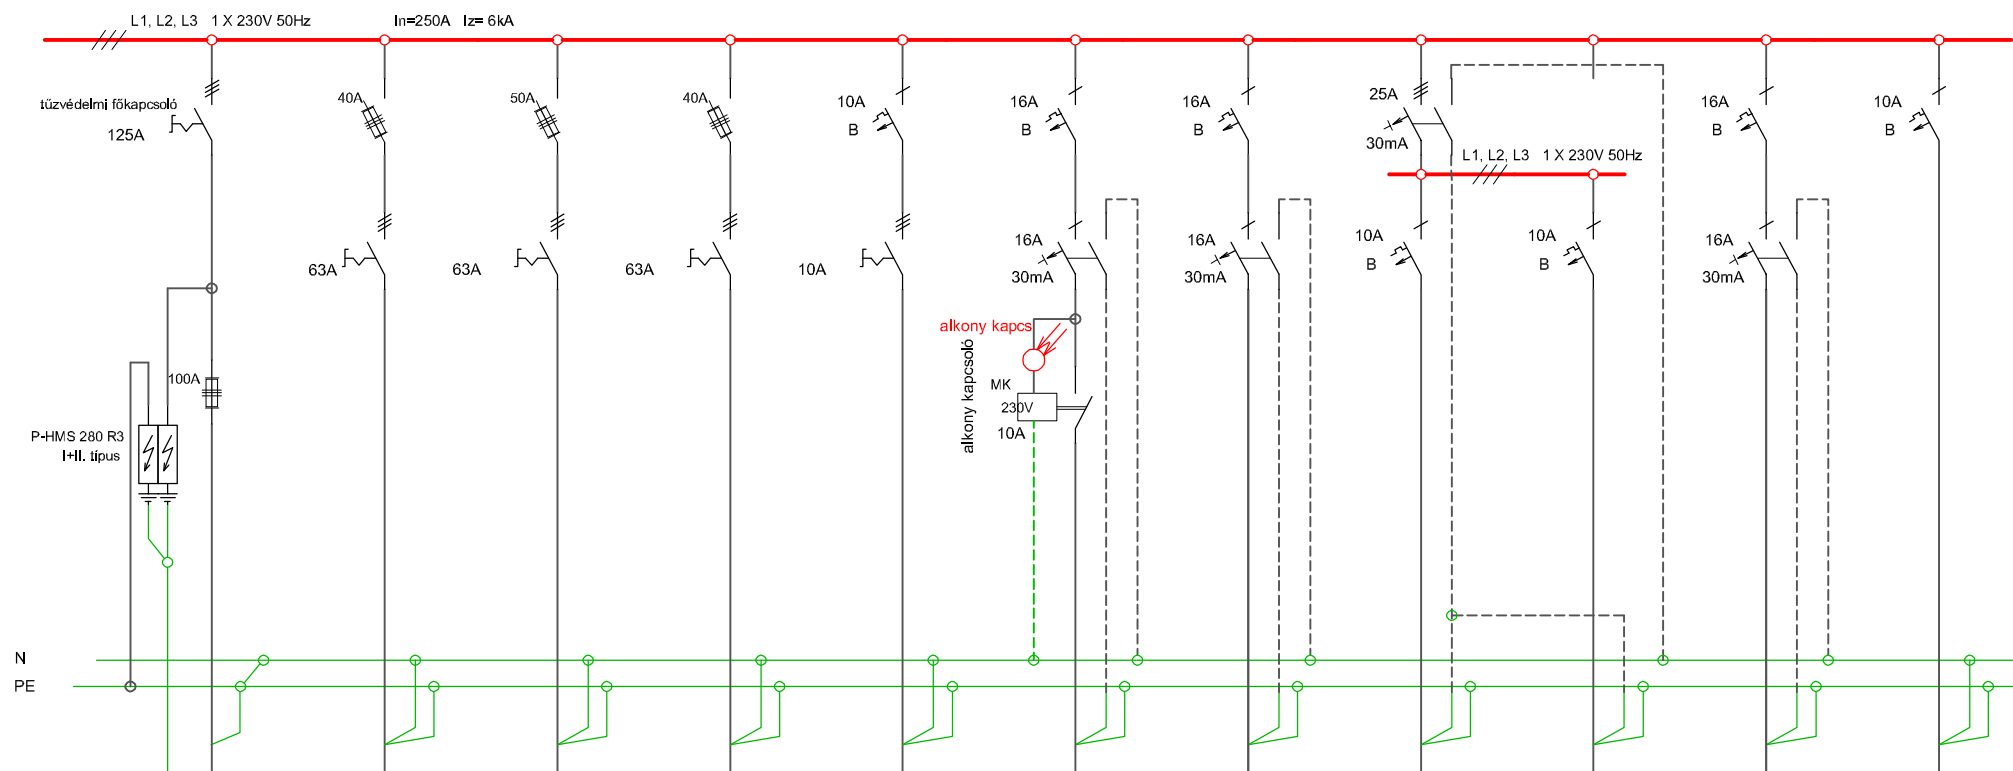 L1, L2, L3 1 X 230V 50Hz In=250A Iz= 6kA
tűzvédelmi főkapcsoló
125A
40A
50A
40A
10A
B
16A
B
16A
B
25A
30mA
16A
B
10A
B
L1, L2, L3 1 X 230V 50Hz
63A
63A
63A
10A
16A
30mA
16A
30mA
10A
B
10A
B
16A
30mA
alkony kapcs
alkony kapcsoló
MK
230V
10A
100A
P-HMS 280 R3
I+II. típus
N
PE